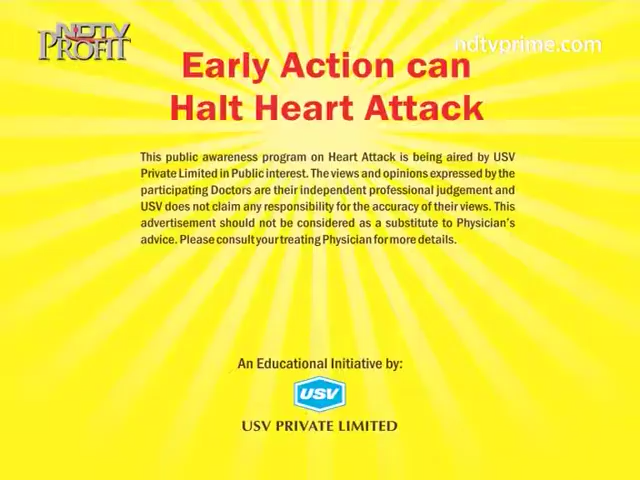 NDTV
PROFIT
ndtvprime.com
Early Action can
Halt Heart Attack
This public awareness program on Heart Attack is being aired by USV
Private Limited in Public interest. The views and opinions expressed by the
participating Doctors are their independent professional judgement and
USV does not claim any responsibility for the accuracy of their views. This
advertisement should not be considered as a substitute to Physician's
advice. Please consult your treating Physician for more details.
An Educational Initiative by:
USV
USV PRIVATE LIMITED